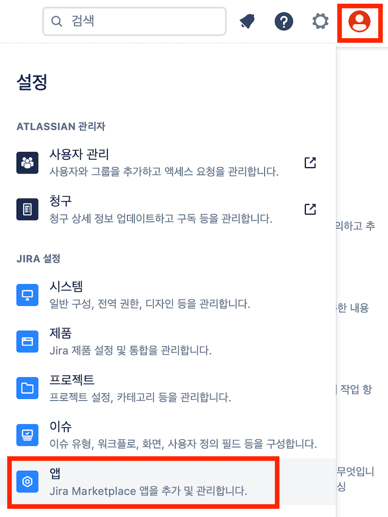 검색
설정
ATLASSIAN 관리자
사용자 관리
사용자와 그룹을 추가하고 액세스 요청을 관리합니다.
청구
청구 상세 정보 업데이트하고 구독 등을 관리합니다.
의하고 추
JIRA 설정
시스템
일반 구성, 전역 권한, 디자인 등을 관리합니다.
한 내용
제품
Jira 제품 설정 및 통합을 관리합니다.
프로젝트
프로젝트 설정, 카테고리 등을 관리합니다.
작업 항
이슈
이슈 유형, 워크플로, 화면, 사용자 정의 필드 등을 구성합니다.
앱
Jira Marketplace 앱을 추가 및 관리합니다.
무엇입니
싱